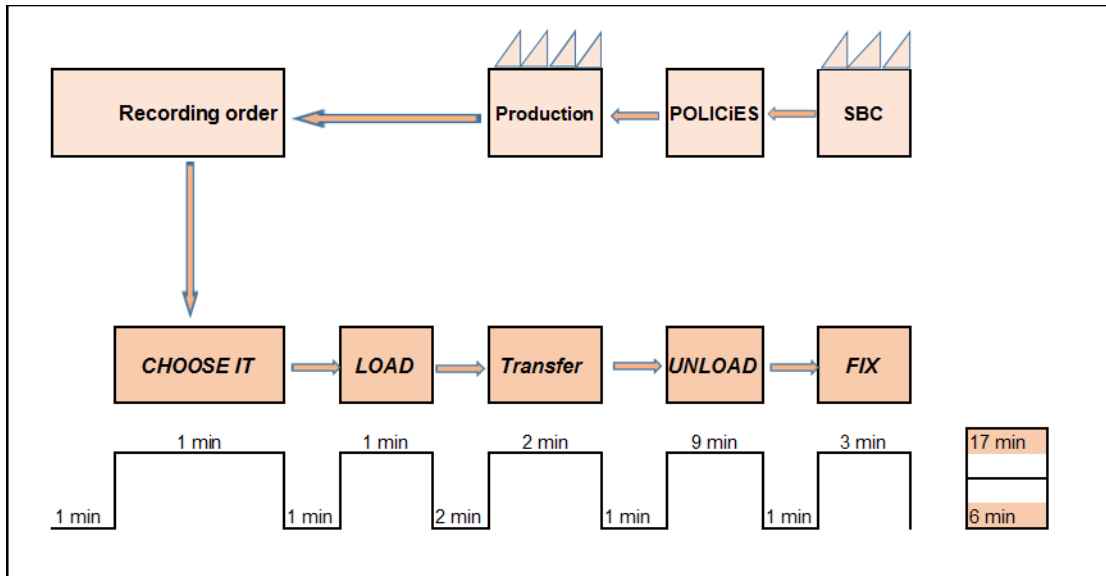 Recording order
Production
POLICiES
SBC
CHOOSE IT
LOAD
Transfer
UNLOAD
FIX
1 min
1 min
2 min
9 min
3 min
17 min
1 min
1 min
2 min
1 min
1 min
6 min